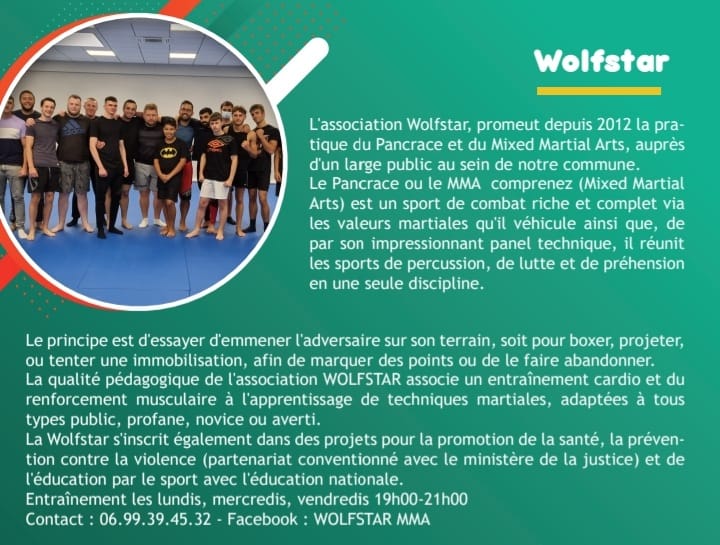 Wolfstar
L'association Wolfstar, promeut depuis 2012 la pra-
tique du Pancrace et du Mixed Martial Arts, auprès
d'un large public au sein de notre commune.
Le Pancrace ou le MMA comprenez (Mixed Martial
Arts) est un sport de combat riche et complet via
les valeurs martiales qu'il véhicule ainsi que, de
par son impressionnant panel technique, il réunit
les sports de percussion, de lutte et de préhension
en une seule discipline.
Le principe est d'essayer d'emmener l'adversaire sur son terrain, soit pour boxer, projeter,
ou tenter une immobilisation, afin de marquer des points ou de le faire abandonner.
La qualité pédagogique de l'association WOLFSTAR associe un entraînement cardio et du
renforcement musculaire à l'apprentissage de techniques martiales, adaptées à tous
types public, profane, novice ou averti.
La Wolfstar s'inscrit également dans des projets pour la promotion de la santé, la préven-
tion contre la violence (partenariat conventionné avec le ministère de la justice) et de
l'éducation par le sport avec l'éducation nationale.
Entraînement les lundis, mercredis, vendredis 19h00-21h00
Contact : 06.99.39.45.32 - Facebook : WOLFSTAR MMA